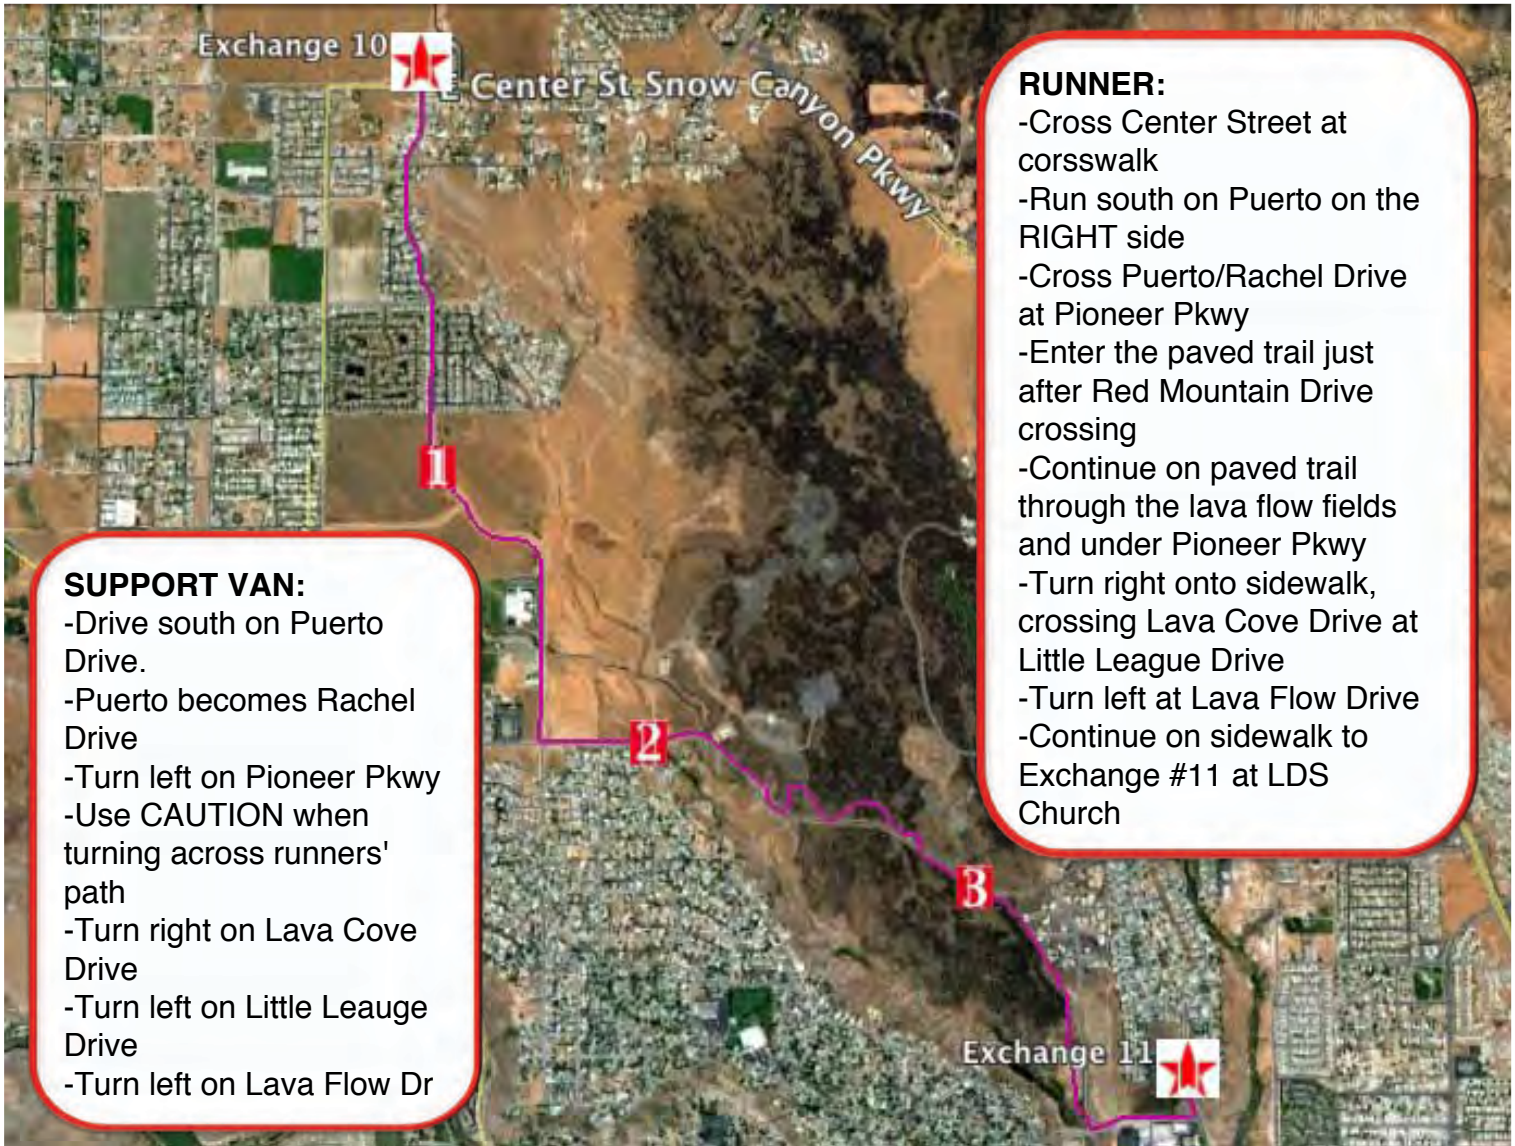 Exchange 10
E Center St Snow Canyon Pkwy
RUNNER:
-Cross Center Street at
corsswalk
-Run south on Puerto on the
RIGHT side
-Cross Puerto/Rachel Drive
at Pioneer Pkwy
-Enter the paved trail just
after Red Mountain Drive
crossing
-Continue on paved trail
through the lava flow fields
and under Pioneer Pkwy
-Turn right onto sidewalk,
crossing Lava Cove Drive at
Little League Drive
-Turn left at Lava Flow Drive
-Continue on sidewalk to
Exchange #11 at LDS
Church
1
SUPPORT VAN:
-Drive south on Puerto
Drive.
-Puerto becomes Rachel
Drive
-Turn left on Pioneer Pkwy
-Use CAUTION when
turning across runners'
path
-Turn right on Lava Cove
Drive
-Turn left on Little Leauge
Drive
-Turn left on Lava Flow Dr
2
3
Exchange 11